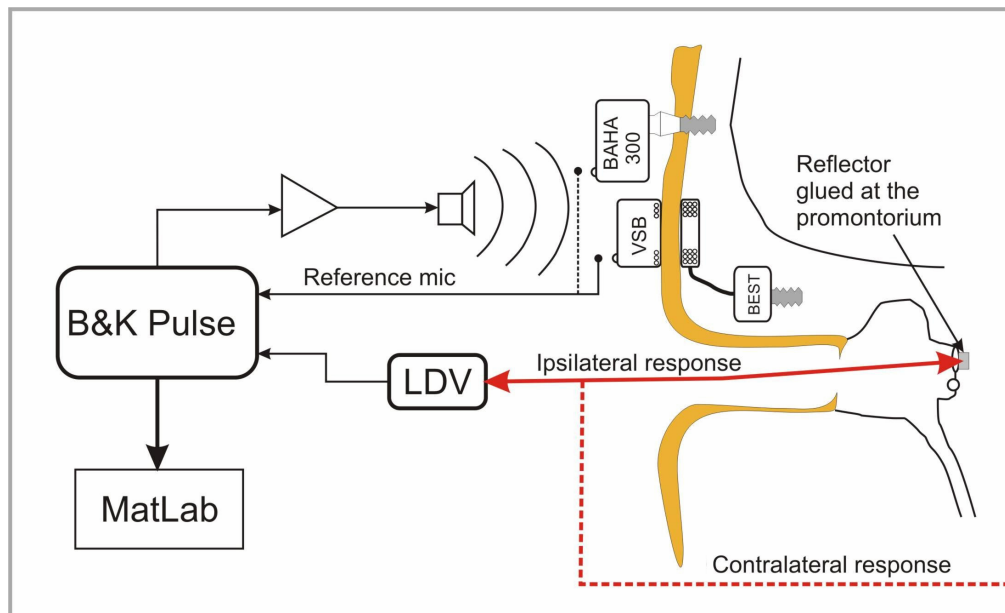 BAHA
300
Reflector
glued at the
promontorium
VSB
Reference mic
BEST
B&K Pulse
Ipsilateral response
LDV
MatLab
Contralateral response